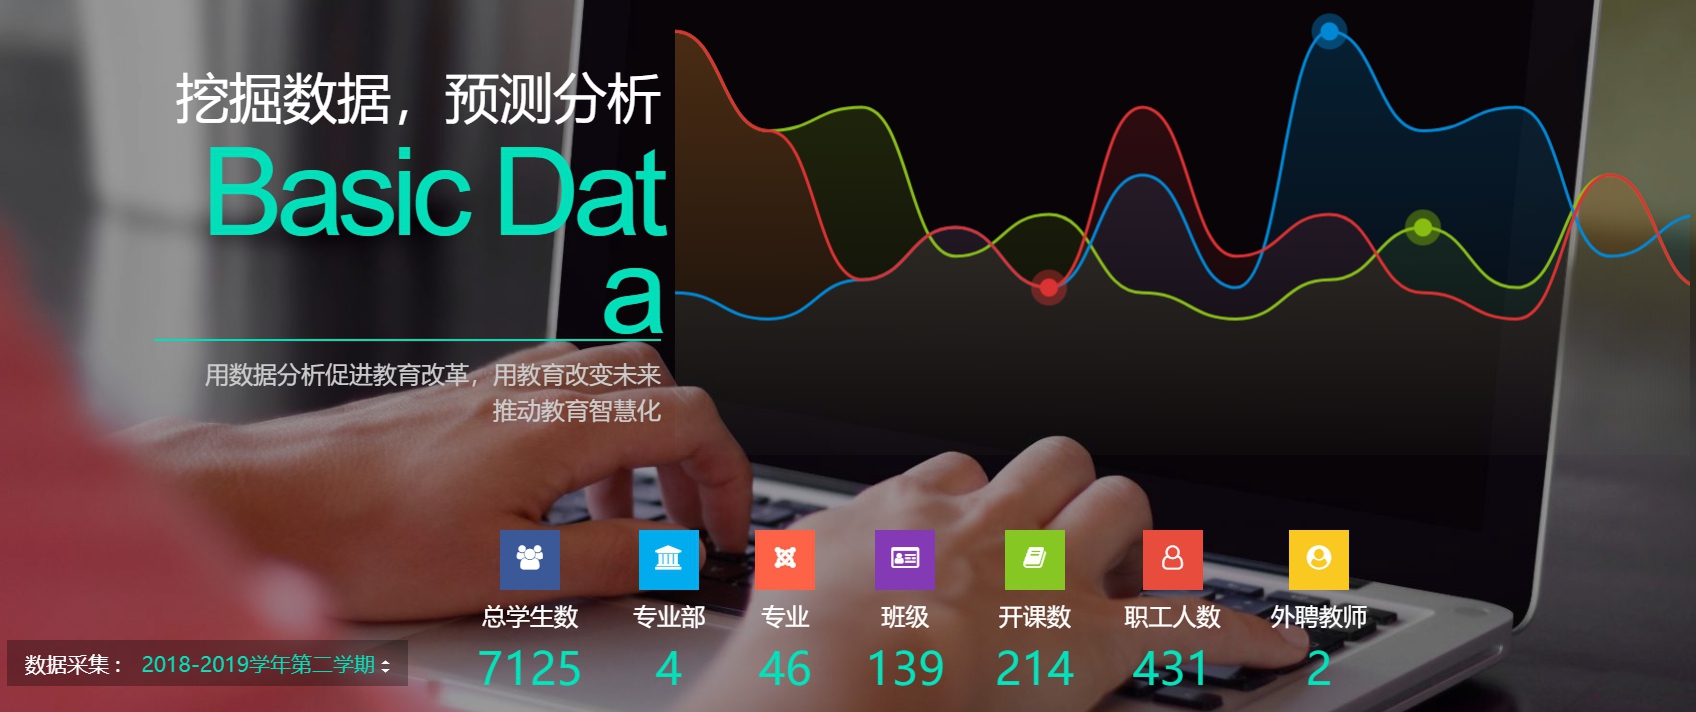 挖掘数据，预测分析
Basic Dat
a
用数据分析促进教育改革，用教育改变未来
推动教育智慧化
总学生数
专业部
专业
班级
开课数
职工人数
外聘教师
7125
4
46
139
214
431
2
数据采集： 2018-2019学年第二学期